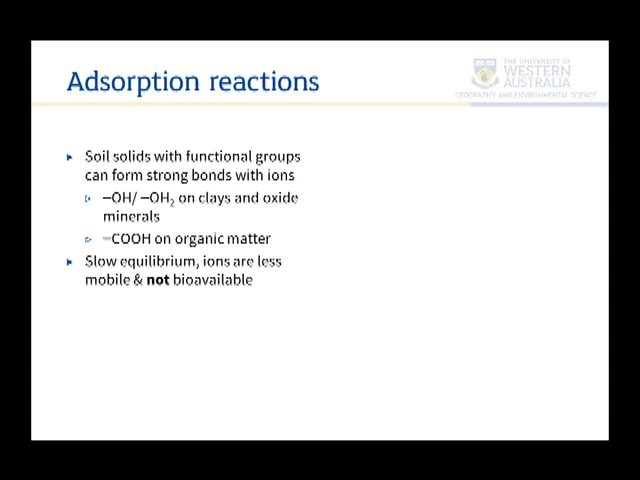 Adsorption reactions
THE UNIVERSITY OF
WESTERN
AUSTRALIA
GEOGRAPHY AND ENVIRONMENTAL SCIENCE
Soil solids with functional groups
can form strong bonds with ions
–OH/ –OH₂ on clays and oxide
minerals
–COOH on organic matter
Slow equilibrium, ions are less
mobile & not bioavailable